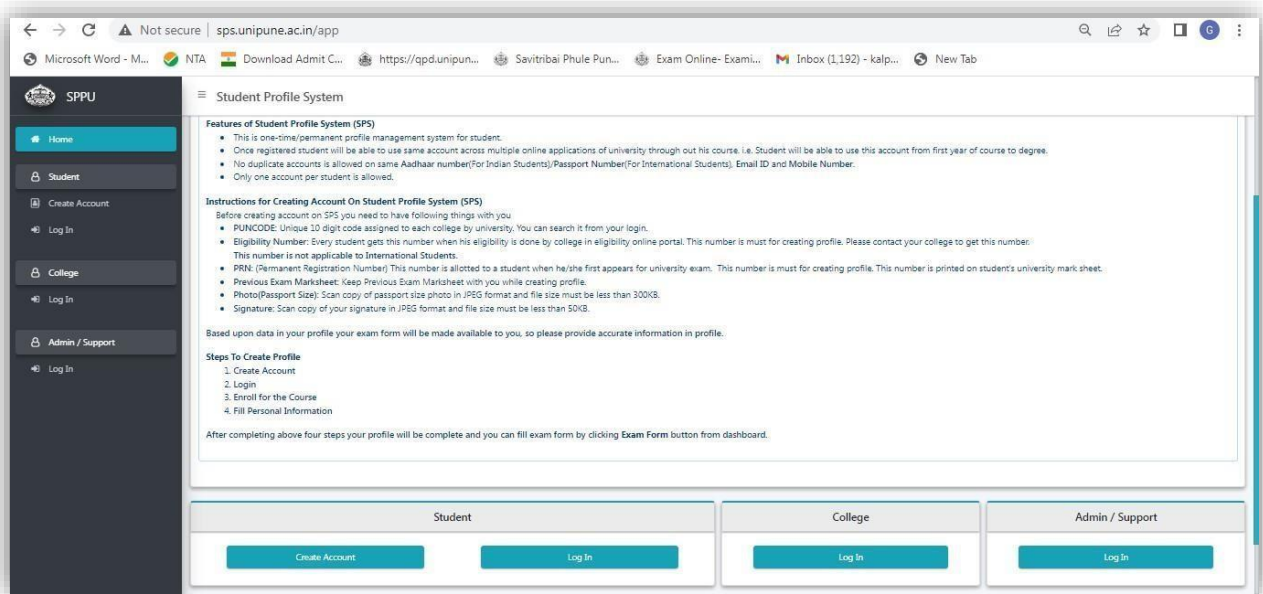 Not secure | sps.unipune.ac.in/app
G
Microsoft Word - M... NTA Download Admit C... https://qpd.unipun... Savitribai Phule Pun... Exam Online- Exami... Inbox (1,192) - kalp... New Tab
SPPU
Student Profile System
Home
Student
Create Account
Log In
College
Log In
Admin / Support
Log In
Features of Student Profile System (SPS)
• This is one-time/permanent profile management system for student.
• Once registered student will be able to use same account across multiple online applications of university through out his course. i.e. Student will be able to use this account from first year of course to degree.
• No duplicate accounts is allowed on same Aadhaar number(For Indian Students)/Passport Number(For International Students), Email ID and Mobile Number.
• Only one account per student is allowed.
Instructions for Creating Account On Student Profile System (SPS)
Before creating account on SPS you need to have following things with you
• PUNCODE: Unique 10 digit code assigned to each college by university. You can search it from your login.
• Eligibility Number: Every student gets this number when his eligibility is done by college in eligibility online portal. This number is must for creating profile. Please contact your college to get this number.
This number is not applicable to International Students.
• PRN: (Permanent Registration Number) This number is allotted to a student when he/she first appears for university exam. This number is must for creating profile. This number is printed on student's university mark sheet.
• Previous Exam Marksheet: Keep Previous Exam Marksheet with you while creating profile.
• Photo(Passport Size): Scan copy of passport size photo in JPEG format and file size must be less than 300KB.
• Signature: Scan copy of your signature in JPEG format and file size must be less than 50KB.
Based upon data in your profile your exam form will be made available to you, so please provide accurate information in profile.
Steps To Create Profile
1. Create Account
2. Login
3. Enroll for the Course
4. Fill Personal Information
After completing above four steps your profile will be complete and you can fill exam form by clicking Exam Form button from dashboard.
Student
College
Admin / Support
Create Account
Log In
Log In
Log In